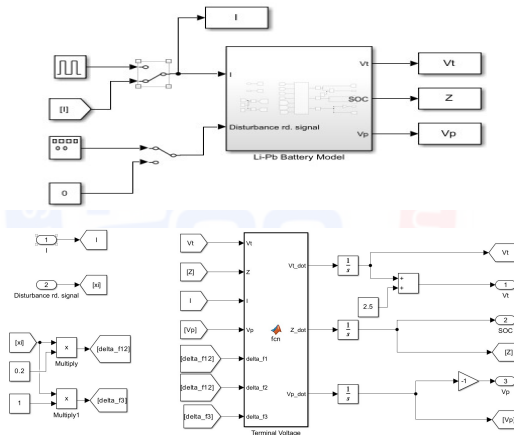 I
[I]
0
I
Disturbance rd. signal
Vt
SOC
Vp
Li-Pb Battery Model
Vt
Z
Vp
1
I
I
2
Disturbance rd. signal
[xi]
[xi]
0.2
x
Multiply
[delta_f12]
1
x
Multiply1
[delta_f3]
Vt
[Z]
I
[Vp]
[delta_f12]
[delta_f12]
[delta_f3]
Vt
Z
I
Vp
delta_f1
delta_f2
delta_f3
fcn
Vt_dot
Z_dot
Vp_dot
Terminal Voltage
1
s
1
s
1
s
2.5
+
+
-1
Vt
1
Vt
2
SOC
[Z]
3
Vp
[Vp]